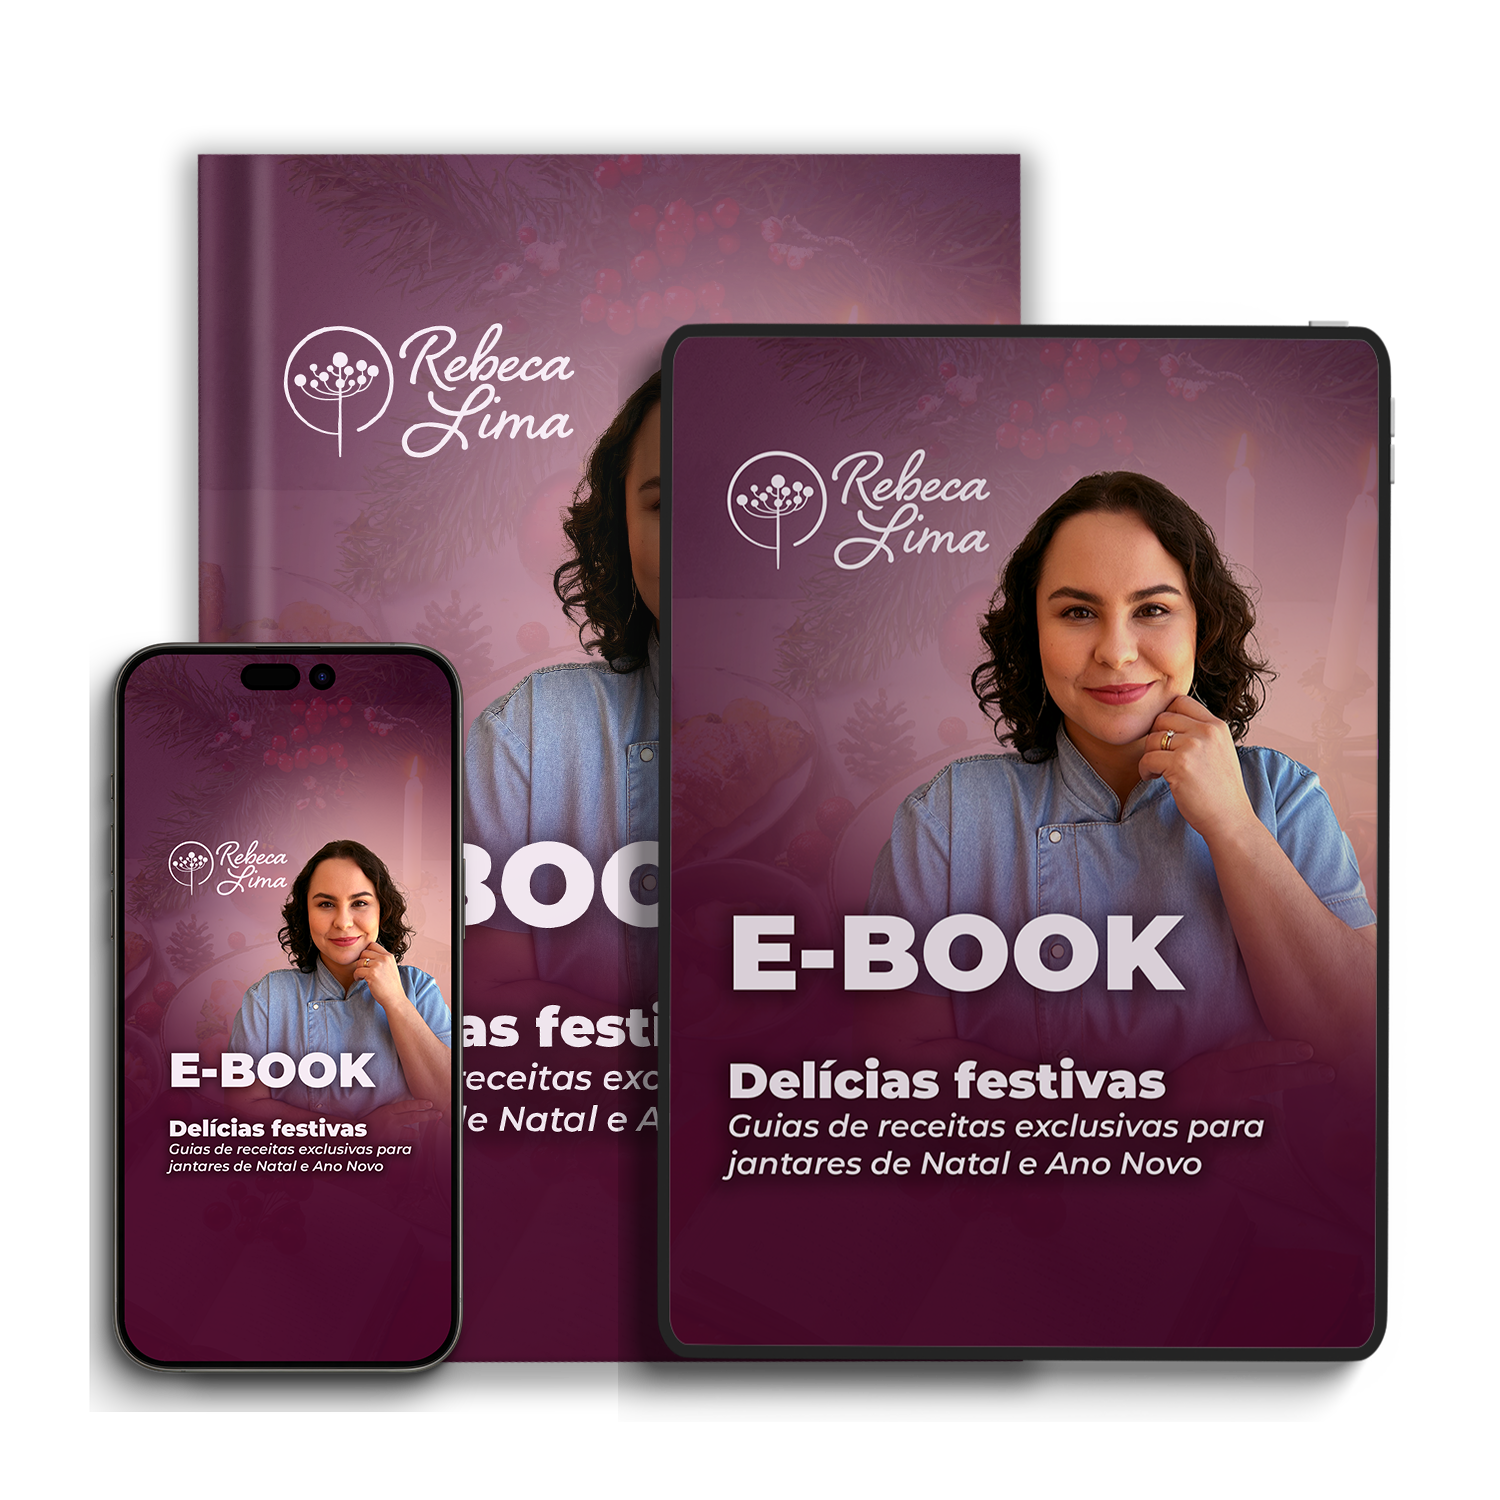 Rebeca
Lima
BOO
as festi
receitas exc
de Natal e A
Rebeca
Lima
E-BOOK
Delícias festivas
Guias de receitas exclusivas para
jantares de Natal e Ano Novo
Rebeca
Lima
E-BOOK
Delícias festivas
Guias de receitas exclusivas para
jantares de Natal e Ano Novo